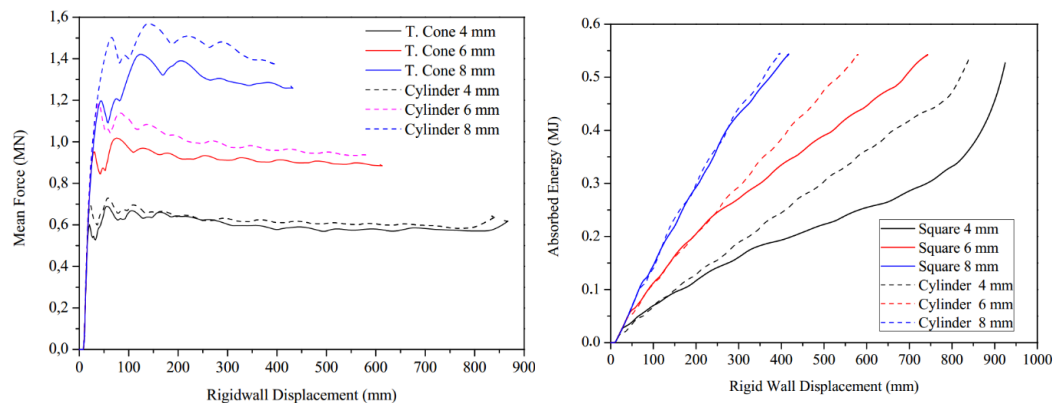 1,6
1,4
1,2
1,0
0,8
0,6
0,4
0,2
0,0
Mean Force (MN)
0
100
200
300
400
500
600
700
800
900
Rigidwall Displacement (mm)
T. Cone 4 mm
T. Cone 6 mm
T. Cone 8 mm
Cylinder 4 mm
Cylinder 6 mm
Cylinder 8 mm
0.6
0.5
0.4
0.3
0.2
0.1
0.0
Absorbed Energy (MJ)
0
100
200
300
400
500
600
700
800
900
1000
Rigid Wall Displacement (mm)
Square 4 mm
Square 6 mm
Square 8 mm
Cylinder 4 mm
Cylinder 6 mm
Cylinder 8 mm